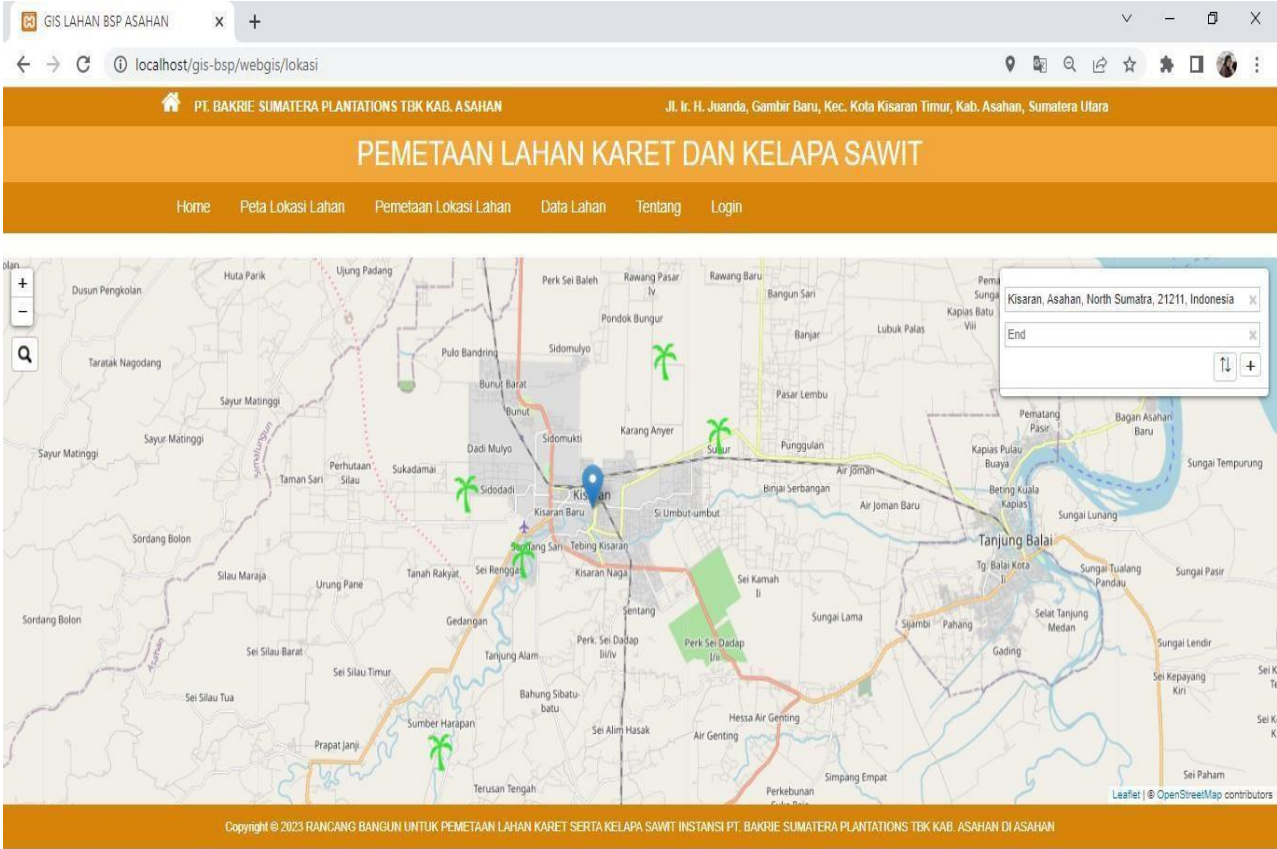 GIS LAHAN BSP ASAHAN
localhost/gis-bsp/webgis/lokasi
PT. BAKRIE SUMATERA PLANTATIONS TBK KAB. ASAHAN
Jl. Ir. H. Juanda, Gambir Baru, Kec. Kota Kisaran Timur, Kab. Asahan, Sumatera Utara
PEMETAAN LAHAN KARET DAN KELAPA SAWIT
Home Peta Lokasi Lahan Pemetaan Lokasi Lahan Data Lahan Tentang Login
+
−
Kisaran, Asahan, North Sumatra, 21211, Indonesia
End
+
Huta Parik
Ujung Padang
Perk Sei Baleh
Rawang Pasar
Iv
Rawang Baru
Dusun Pengkolan
Bangun Sari
Kapias Batu
Viii
Pondok Bungur
Banjar
Lubuk Palas
Taratak Nagodang
Pulo Bandring
Sidomulyo
Bunut Barat
Pasar Lembu
Sayur Matinggi
Bunut
Pematang
Pasir
Bagan Asahan
Baru
Sayur Matinggi
Sidomukti
Karang Anyer
Sayur Matinggi
Simalungun
Dadi Mulyo
Punggulan
Kapias Pulau
Buaya
Perhutaan
Silau
Taman Sari
Sukadamai
Air Joman
Sungai Tempurung
Sidodadi
Binjai Serbangan
Beting Kuala
Kapias
Kisaran Baru
Si Umbut-umbut
Air Joman Baru
Sungai Lunang
Sordang Bolon
Tebing Kisaran
Tanjung Balai
Silau Maraja
Urung Pane
Tanah Rakyat
Kisaran Naga
Sei Kamah
Ii
Tg. Balai Kota
Ii
Sungai Tualang
Pandau
Sungai Pasir
Sordang Bolon
Gedangan
Sentang
Sungai Lama
Sijambi
Pahang
Selat Tanjung
Medan
Sei Silau Barat
Asahan
Perk. Sei Dadap
Iii/iv
Perk Sei Dadap
I/ii
Gading
Sungai Lendir
Tanjung Alam
Sei Silau Timur
Sei Kepayang
Kiri
Sei Silau Tua
Bahung Sibatu-
batu
Sumber Harapan
Hessa Air Genting
Sei Alim Hasak
Air Genting
Prapat Janji
Simpang Empat
Sei Paham
Terusan Tengah
Perkebunan
Leaflet | © OpenStreetMap contributors
Copyright © 2023 RANCANG BANGUN UNTUK PEMETAAN LAHAN KARET SERTA KELAPA SAWIT INSTANSI PT. BAKRIE SUMATERA PLANTATIONS TBK KAB. ASAHAN DI ASAHAN